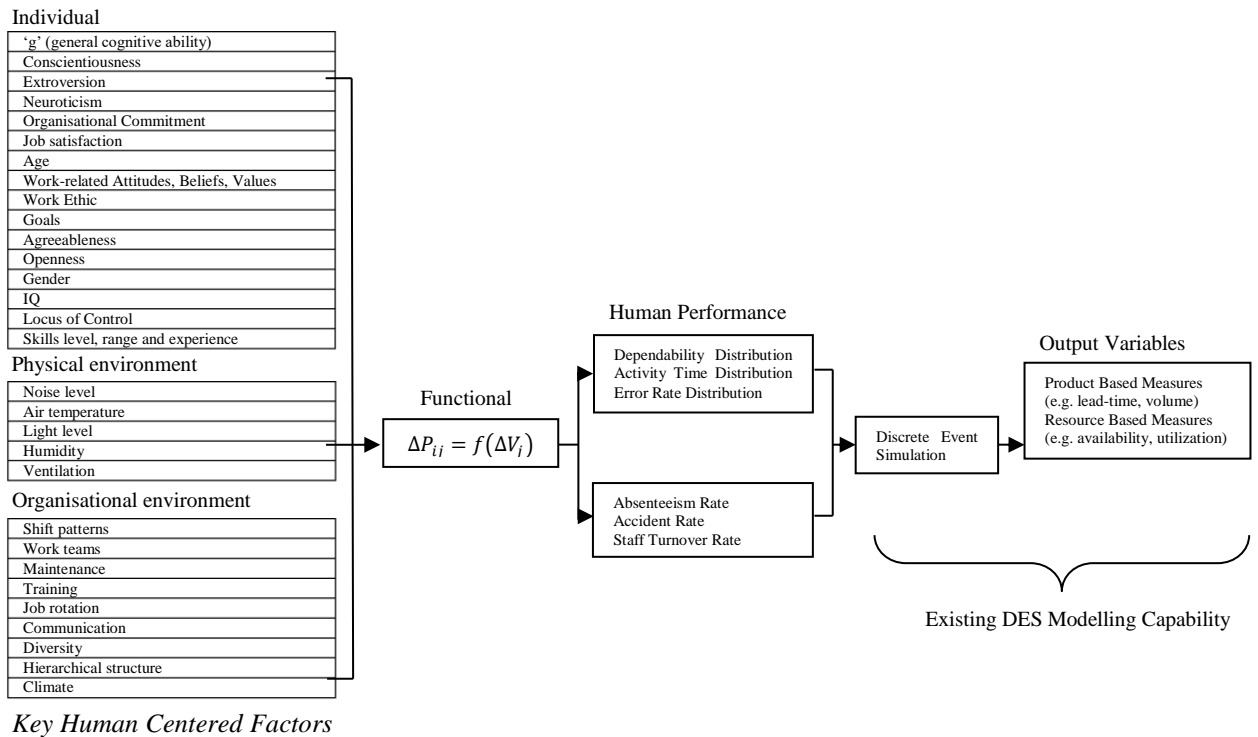 Individual
‘g’ (general cognitive ability)
Conscientiousness
Extroversion
Neuroticism
Organisational Commitment
Job satisfaction
Age
Work-related Attitudes, Beliefs, Values
Work Ethic
Goals
Agreeableness
Openness
Gender
IQ
Locus of Control
Skills level, range and experience
Physical environment
Noise level
Air temperature
Light level
Humidity
Ventilation
Organisational environment
Shift patterns
Work teams
Maintenance
Training
Job rotation
Communication
Diversity
Hierarchical structure
Climate
Key Human Centered Factors
Functional
ΔP_{ij} = f(ΔV_j)
Human Performance
Dependability Distribution
Activity Time Distribution
Error Rate Distribution
Absenteeism Rate
Accident Rate
Staff Turnover Rate
Discrete Event
Simulation
Output Variables
Product Based Measures
(e.g. lead-time, volume)
Resource Based Measures
(e.g. availability, utilization)
Existing DES Modelling Capability